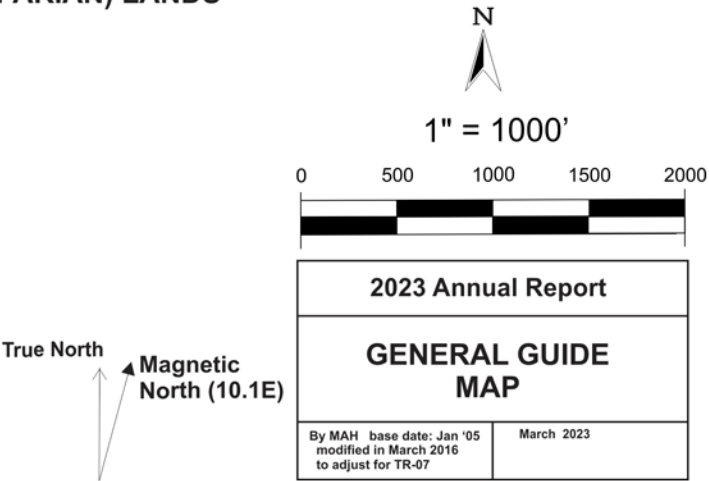 LANDS
N
1" = 1000’
0 500 1000 1500 2000
2023 Annual Report
GENERAL GUIDE
MAP
True North
Magnetic
North (10.1E)
By MAH base date: Jan ‘05
modified in March 2016
to adjust for TR-07
March 2023